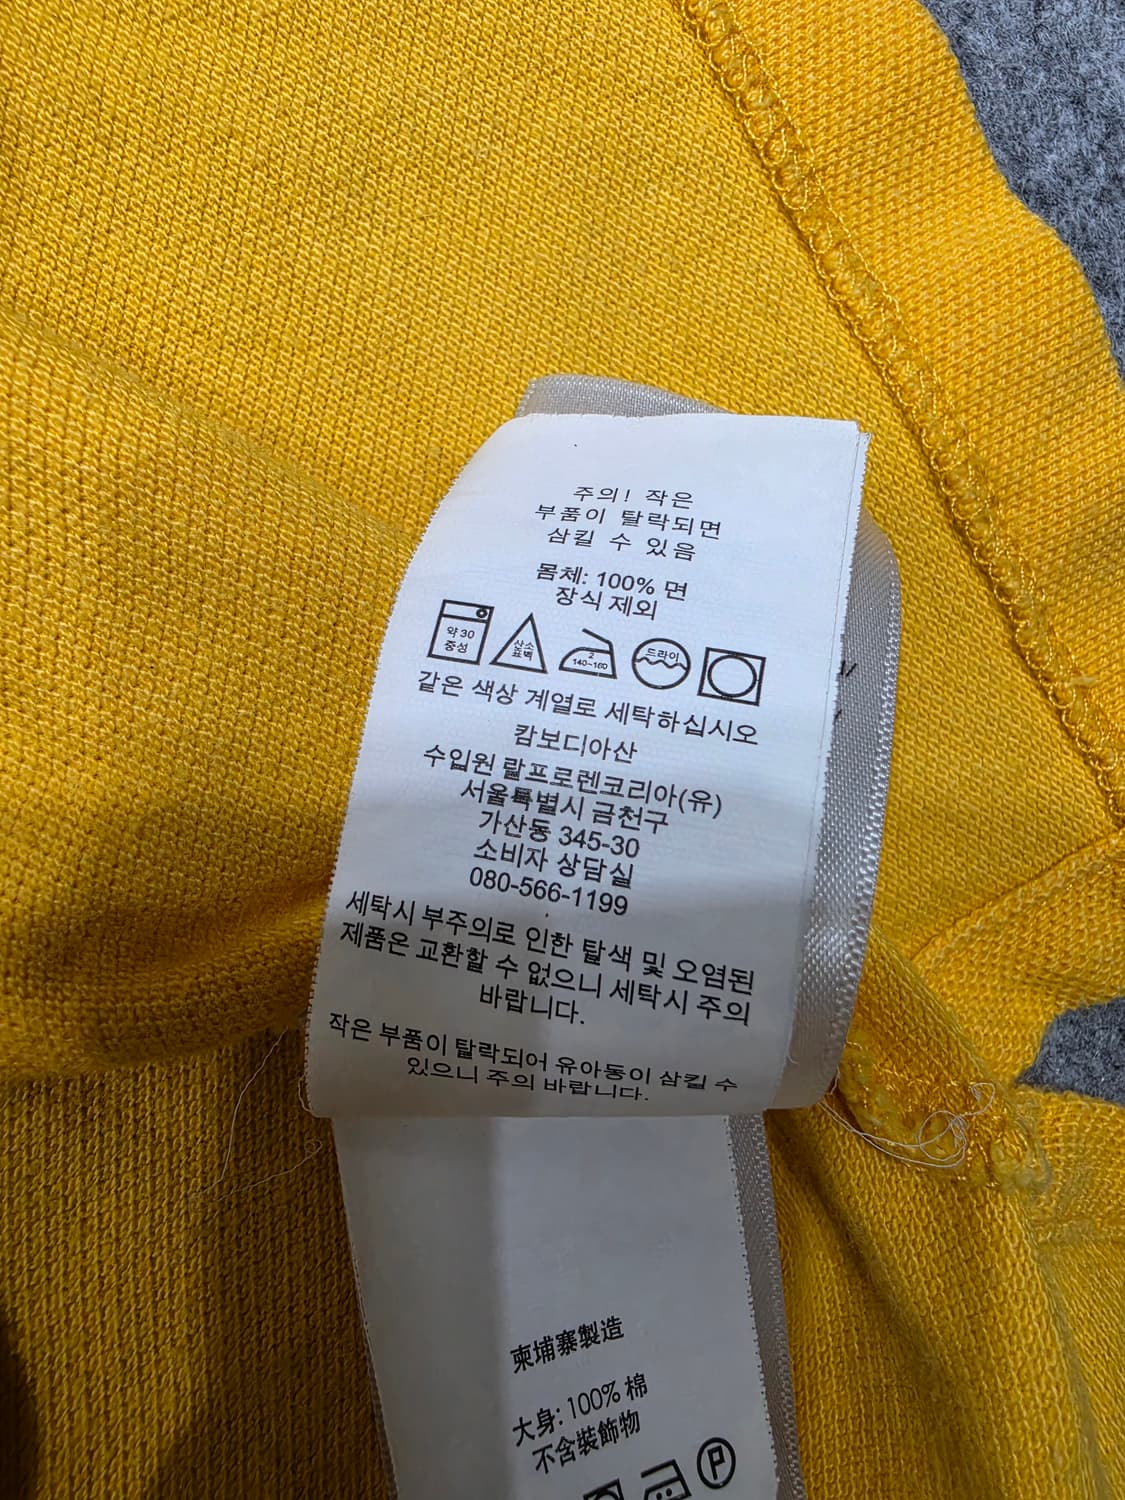 주의! 작은
부품이 탈락되면
삼킬 수 있음
몸체: 100% 면
장식 제외
약 30
중성
산소
표백
2
140~160
드라이
같은 색상 계열로 세탁하십시오
캄보디아산
수입원 랄프로렌코리아(유)
서울특별시 금천구
가산동 345-30
소비자 상담실
080-566-1199
세탁시 부주의로 인한 탈색 및 오염된
제품은 교환할 수 없으니 세탁시 주의
바랍니다.
작은 부품이 탈락되어 유아동이 삼킬 수
있으니 주의 바랍니다.
柬埔寨製造
大身: 100% 棉
不含裝飾物
P